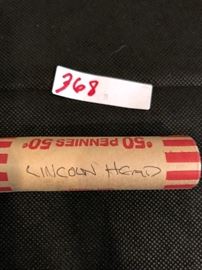 368
50 PENNIES 50¢
LINCOLN HEAD